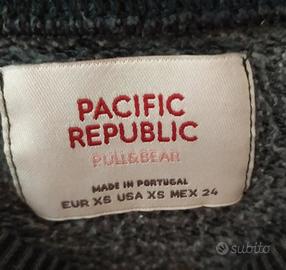 PACIFIC
REPUBLIC
PULL&BEAR
MADE IN PORTUGAL
EUR XS USA XS MEX 24
subito